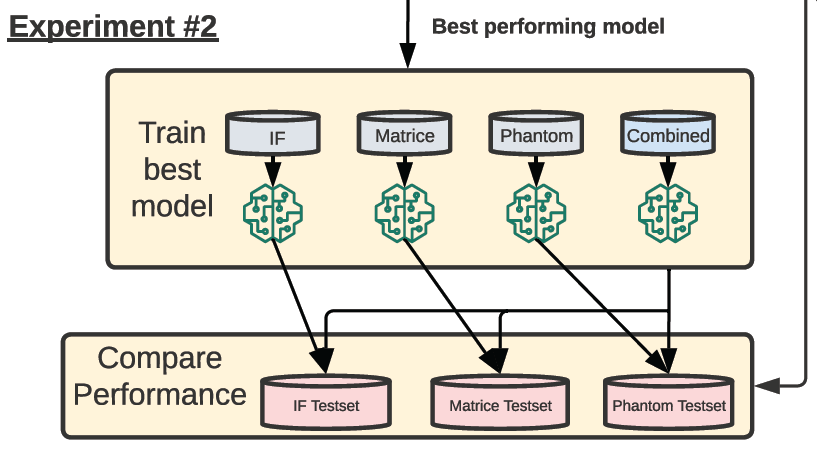 Experiment #2
Best performing model
Train
best
model
IF
Matrice
Phantom
Combined
Compare
Performance
IF Testset
Matrice Testset
Phantom Testset